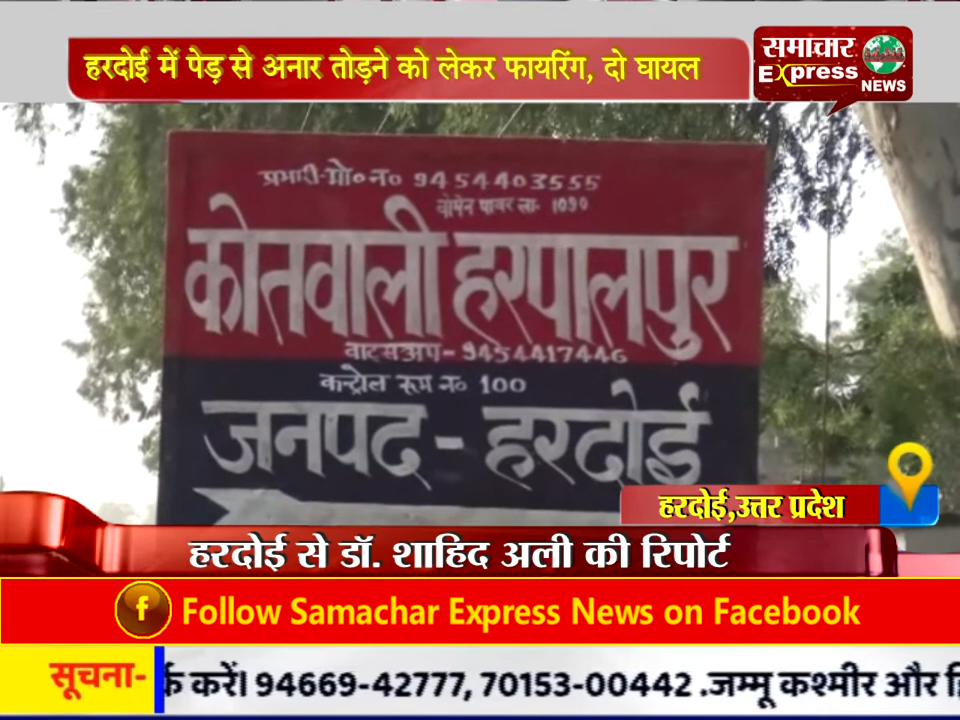 हरदोई में पेड़ से अनार तोड़ने को लेकर फायरिंग, दो घायल
समाचार
Express
NEWS
प्रभारी-मो०न० 9454403555
वोमेन पावर ला- 1090
कोतवाली हरपालपुर
वाटसअप-9454417446
कन्ट्रोल रूम न० 100
जनपद - हरदोई
हरदोई,उत्तर प्रदेश
हरदोई से डॉ. शाहिद अली की रिपोर्ट
f Follow Samachar Express News on Facebook
सूचना- र्क करें। 94669-42777, 70153-00442 .जम्मू कश्मीर और हि